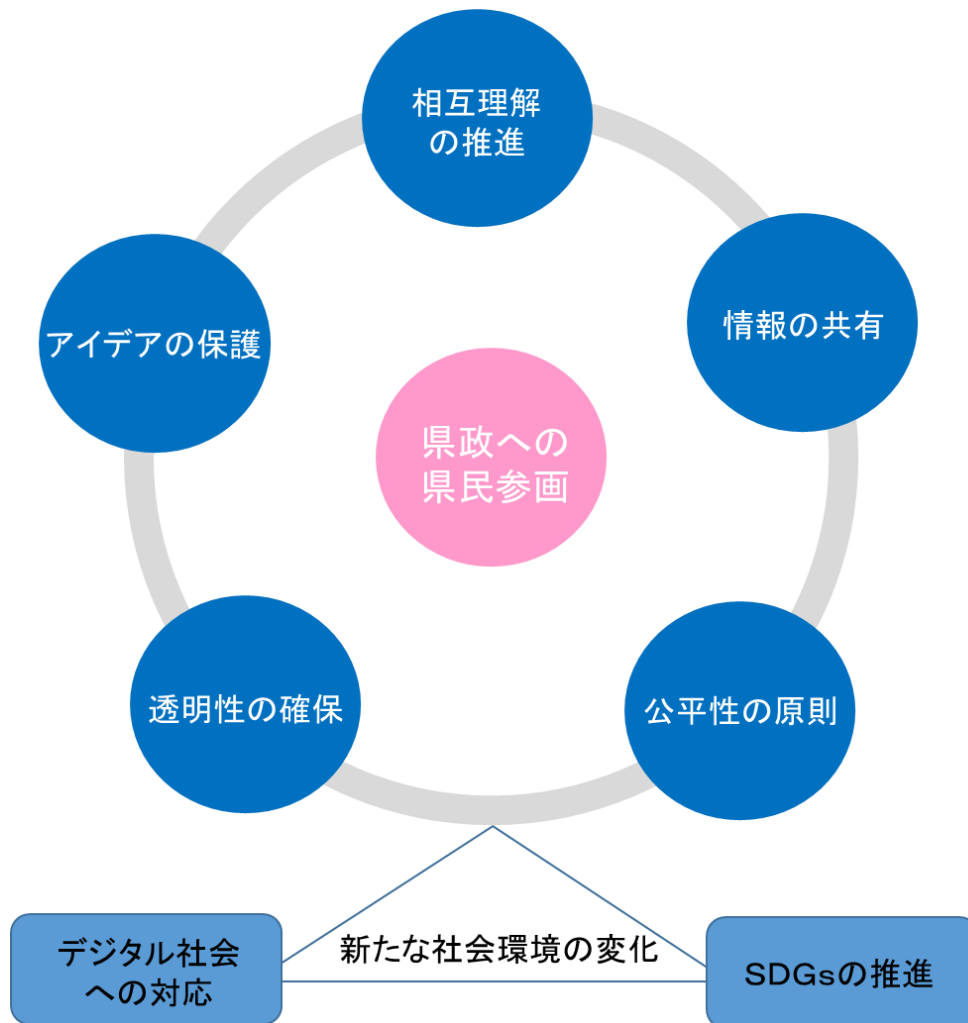 相互理解
の推進
アイデアの保護
情報の共有
県政への
県民参画
透明性の確保
公平性の原則
新たな社会環境の変化
デジタル社会
への対応
SDGsの推進